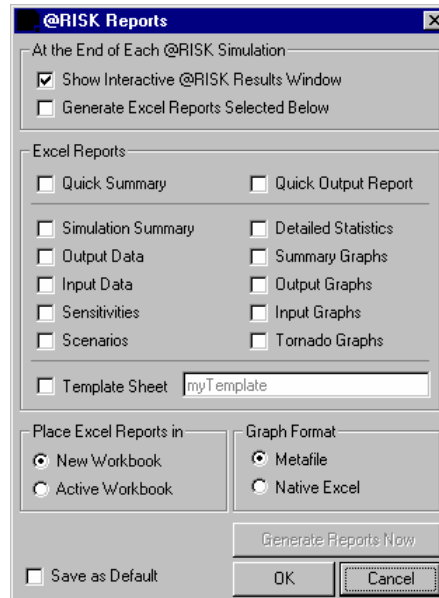 @RISK Reports
At the End of Each @RISK Simulation
Show Interactive @RISK Results Window
Generate Excel Reports Selected Below
Excel Reports
Quick Summary Quick Output Report
Simulation Summary Detailed Statistics
Output Data Summary Graphs
Input Data Output Graphs
Sensitivities Input Graphs
Scenarios Tornado Graphs
Template Sheet myTemplate
Place Excel Reports in Graph Format
New Workbook Metafile
Active Workbook Native Excel
Generate Reports Now
Save as Default OK Cancel